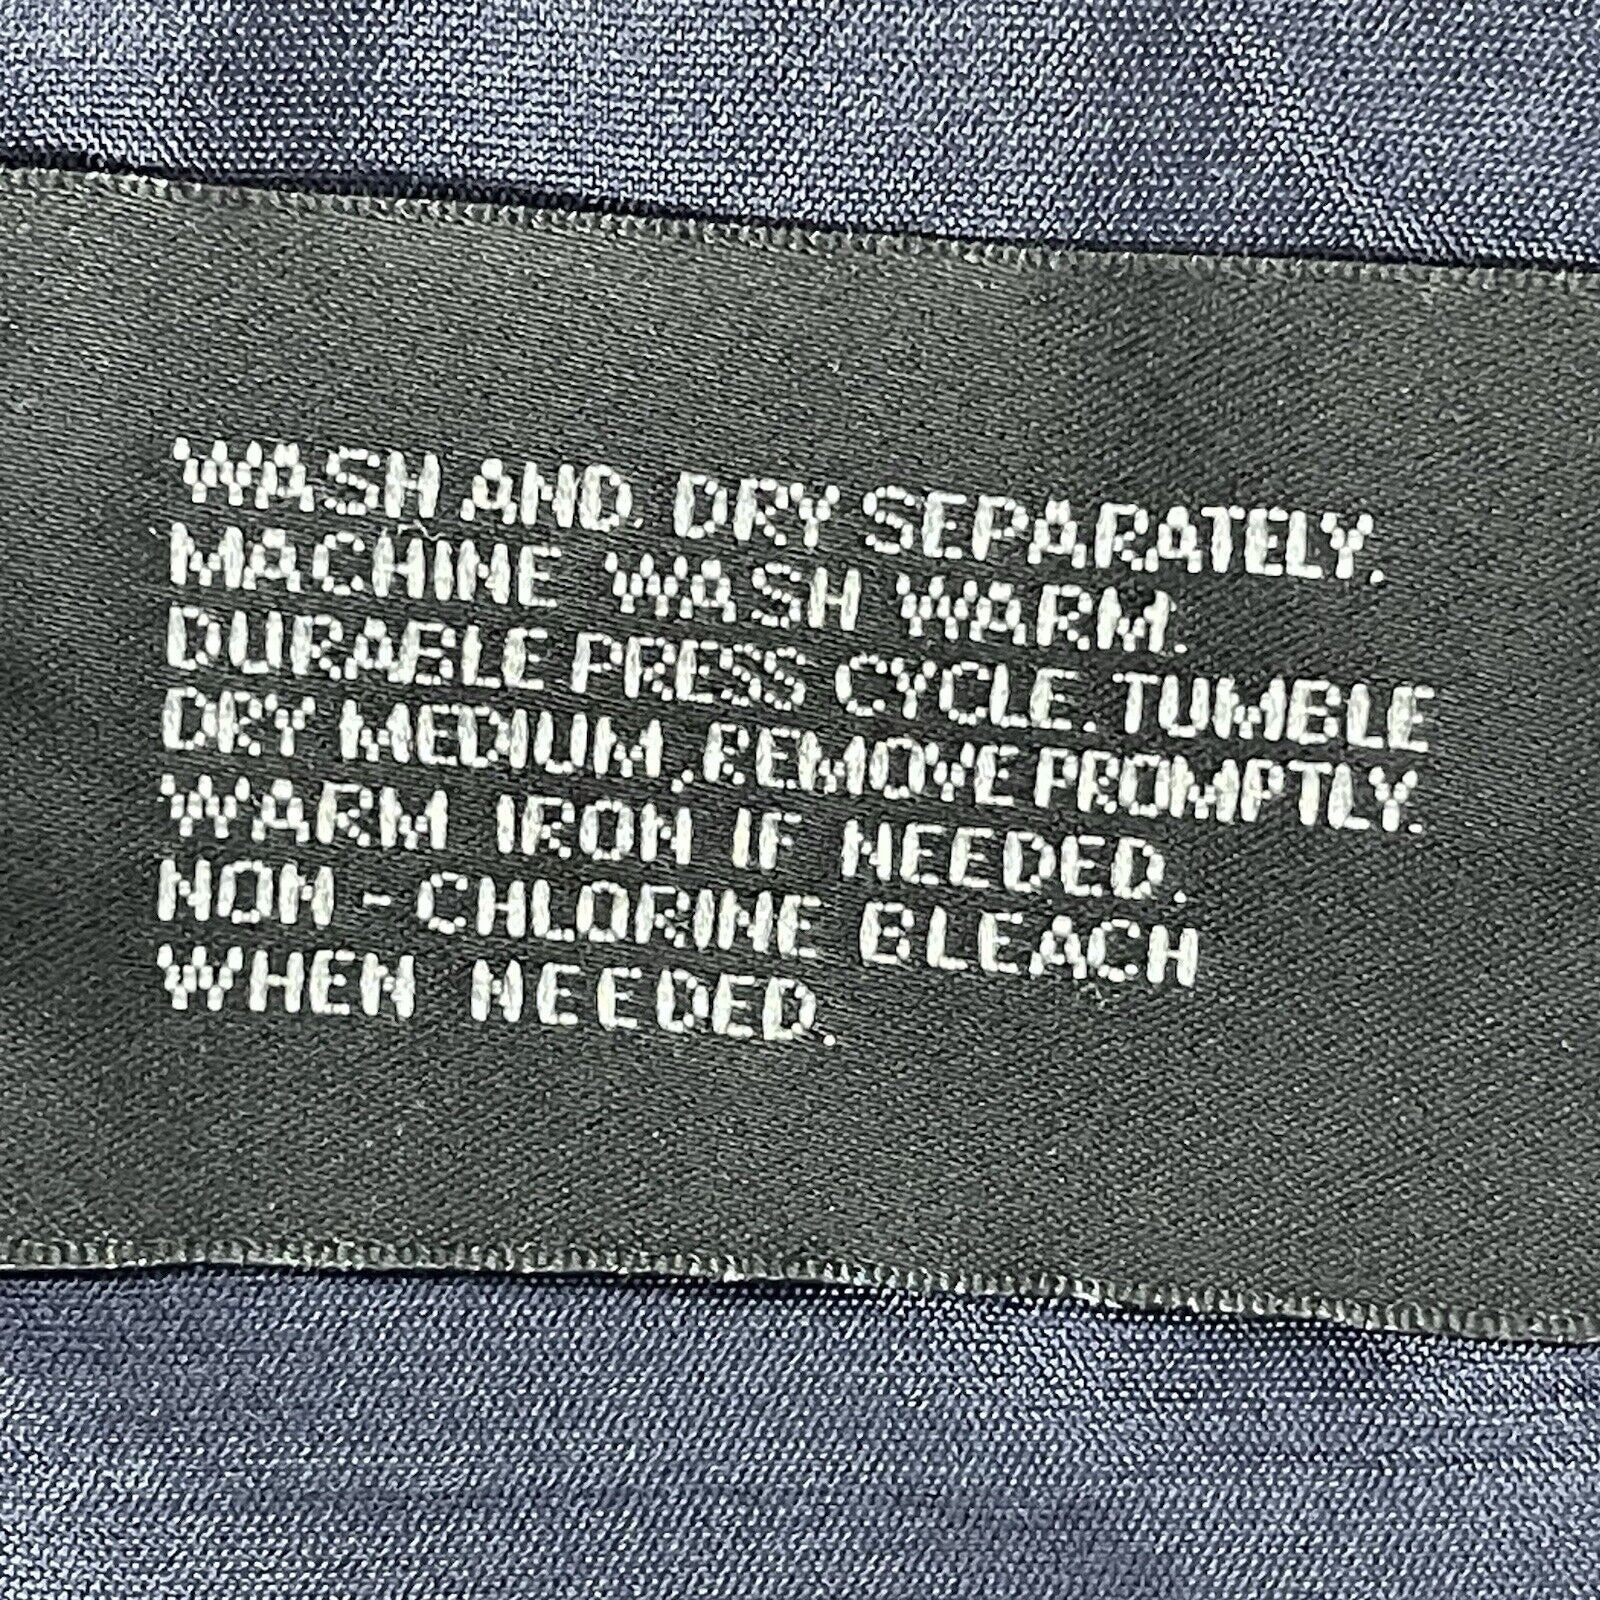 WASH AND. DRY SEPARATELY.
MACHINE WASH WARM.
DURABLE PRESS CYCLE. TUMBLE
DRY MEDIUM, REMOVE PROMPTLY.
WARM IRON IF NEEDED.
NON-CHLORINE BLEACH
WHEN NEEDED.